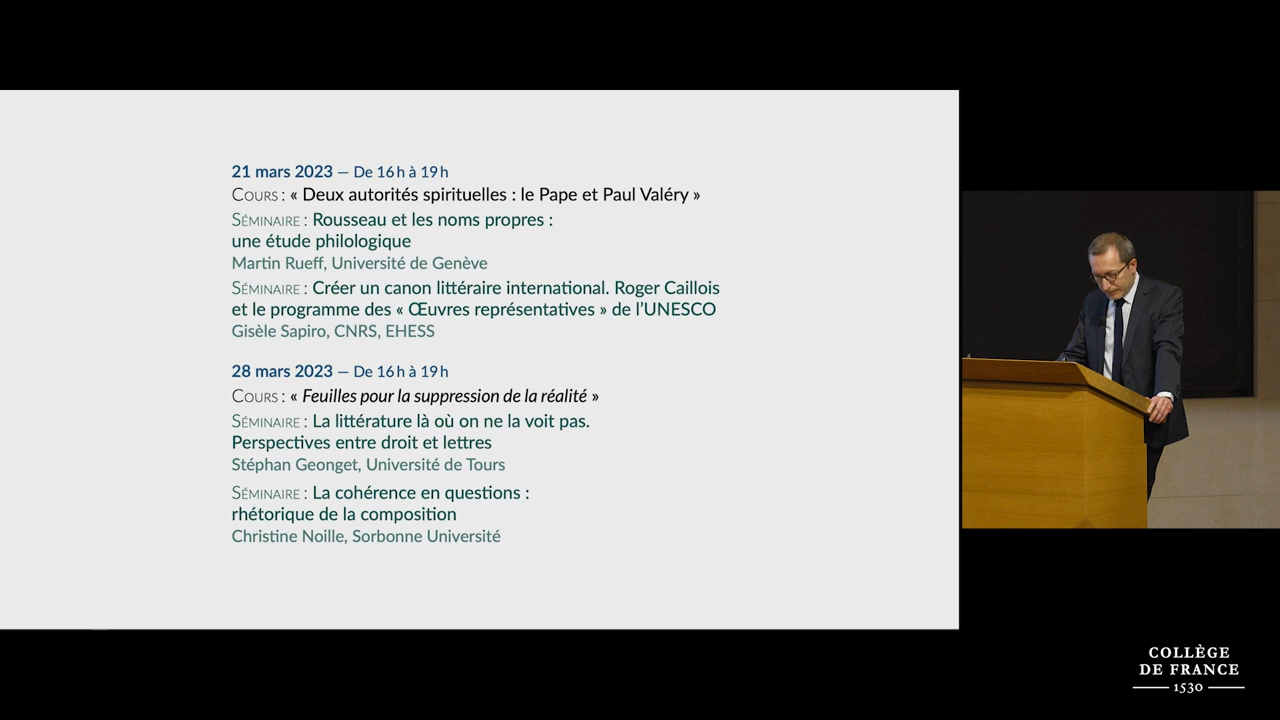 21 mars 2023 — De 16 h à 19 h
Cours : « Deux autorités spirituelles : le Pape et Paul Valéry »
Séminaire : Rousseau et les noms propres :
une étude philologique
Martin Rueff, Université de Genève
Séminaire : Créer un canon littéraire international. Roger Caillois
et le programme des « Œuvres représentatives » de l’UNESCO
Gisèle Sapiro, CNRS, EHESS
28 mars 2023 — De 16 h à 19 h
Cours : « Feuilles pour la suppression de la réalité »
Séminaire : La littérature là où on ne la voit pas.
Perspectives entre droit et lettres
Stéphan Geonget, Université de Tours
Séminaire : La cohérence en questions :
rhétorique de la composition
Christine Noille, Sorbonne Université
COLLÈGE
DE FRANCE
1530